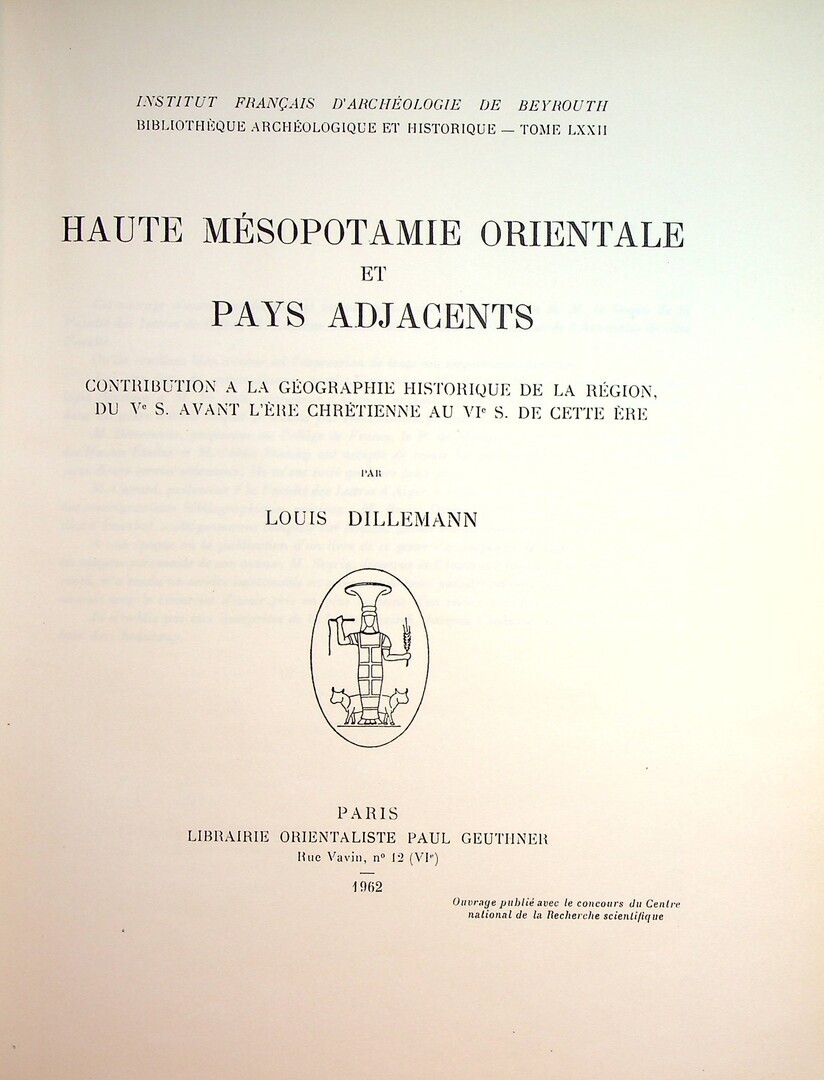 INSTITUT FRANÇAIS D'ARCHÉOLOGIE DE BEYROUTH
BIBLIOTHÈQUE ARCHÉOLOGIQUE ET HISTORIQUE — TOME LXXII
HAUTE MÉSOPOTAMIE ORIENTALE
ET
PAYS ADJACENTS
CONTRIBUTION A LA GÉOGRAPHIE HISTORIQUE DE LA RÉGION,
DU Vᵉ S. AVANT L'ÈRE CHRÉTIENNE AU VIᵉ S. DE CETTE ÈRE
PAR
LOUIS DILLEMANN
PARIS
LIBRAIRIE ORIENTALISTE PAUL GEUTHNER
Rue Vavin, nº 12 (VIᵉ)
1962
Ouvrage publié avec le concours du Centre
national de la Recherche scientifique